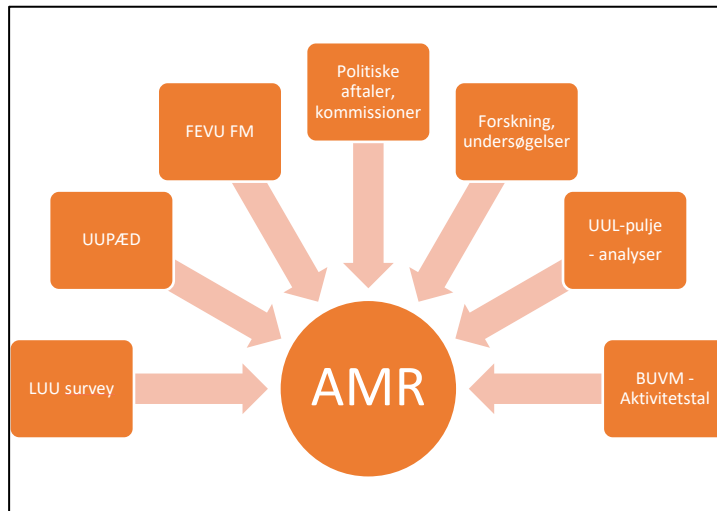 Politiske
aftaler,
kommissioner
FEVU FM
Forskning,
undersøgelser
UUPÆD
UUL-pulje
- analyser
LUU survey
AMR
BUVM -
Aktivitetstal